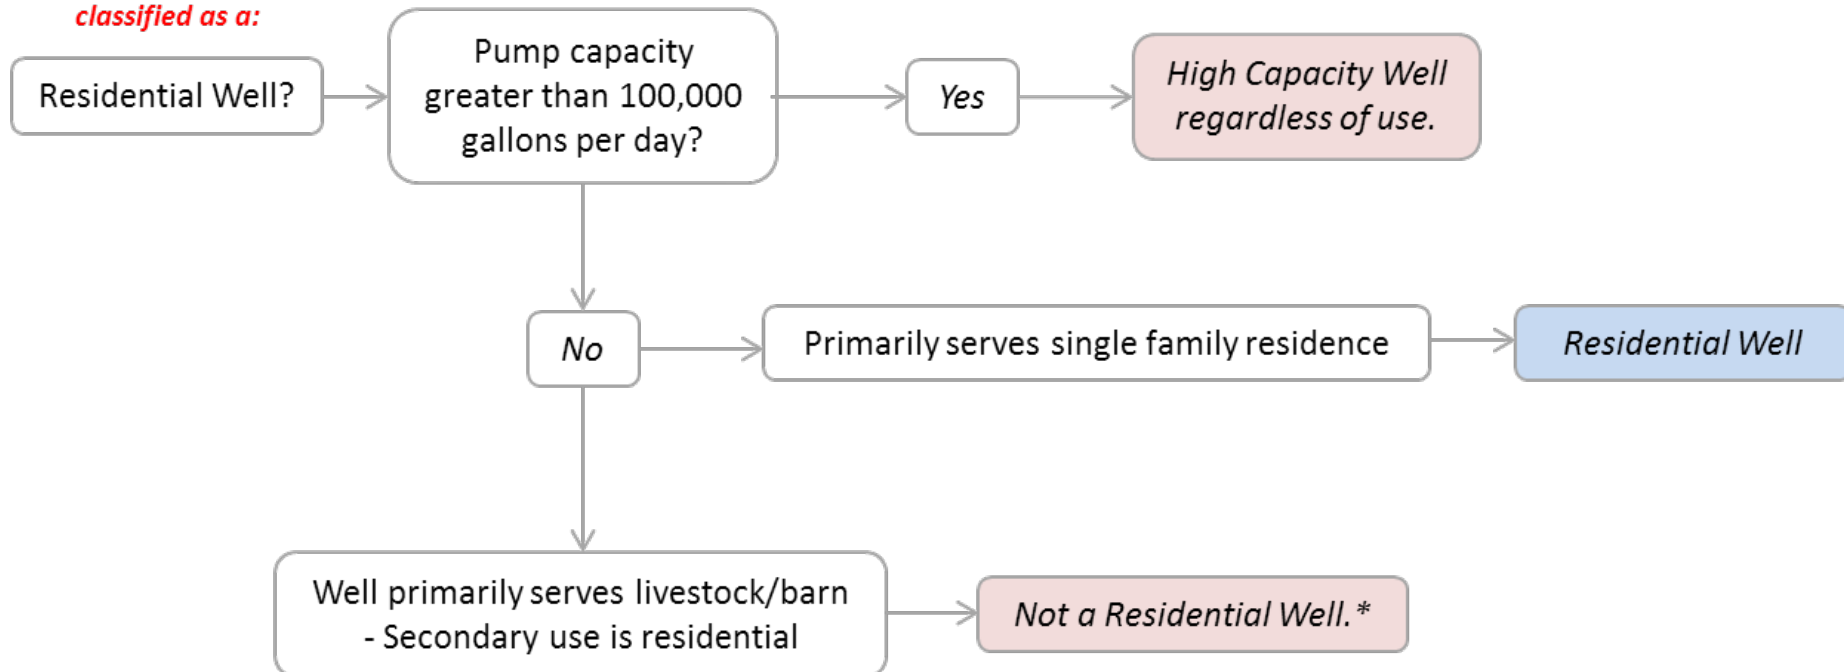 classified as a:
Residential Well?
Pump capacity
greater than 100,000
gallons per day?
Yes
High Capacity Well
regardless of use.
No
Primarily serves single family residence
Residential Well
Well primarily serves livestock/barn
- Secondary use is residential
Not a Residential Well.*